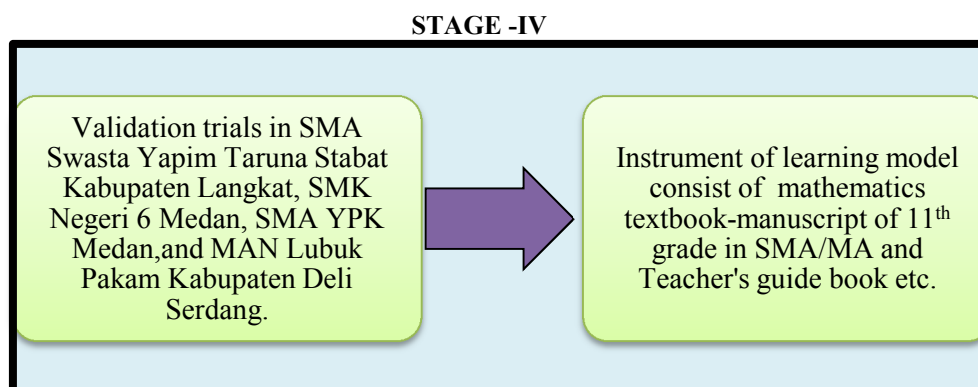 STAGE -IV
Validation trials in SMA
Swasta Yapim Taruna Stabat
Kabupaten Langkat, SMK
Negeri 6 Medan, SMA YPK
Medan,and MAN Lubuk
Pakam Kabupaten Deli
Serdang.
Instrument of learning model
consist of mathematics
textbook-manuscript of 11th
grade in SMA/MA and
Teacher's guide book etc.